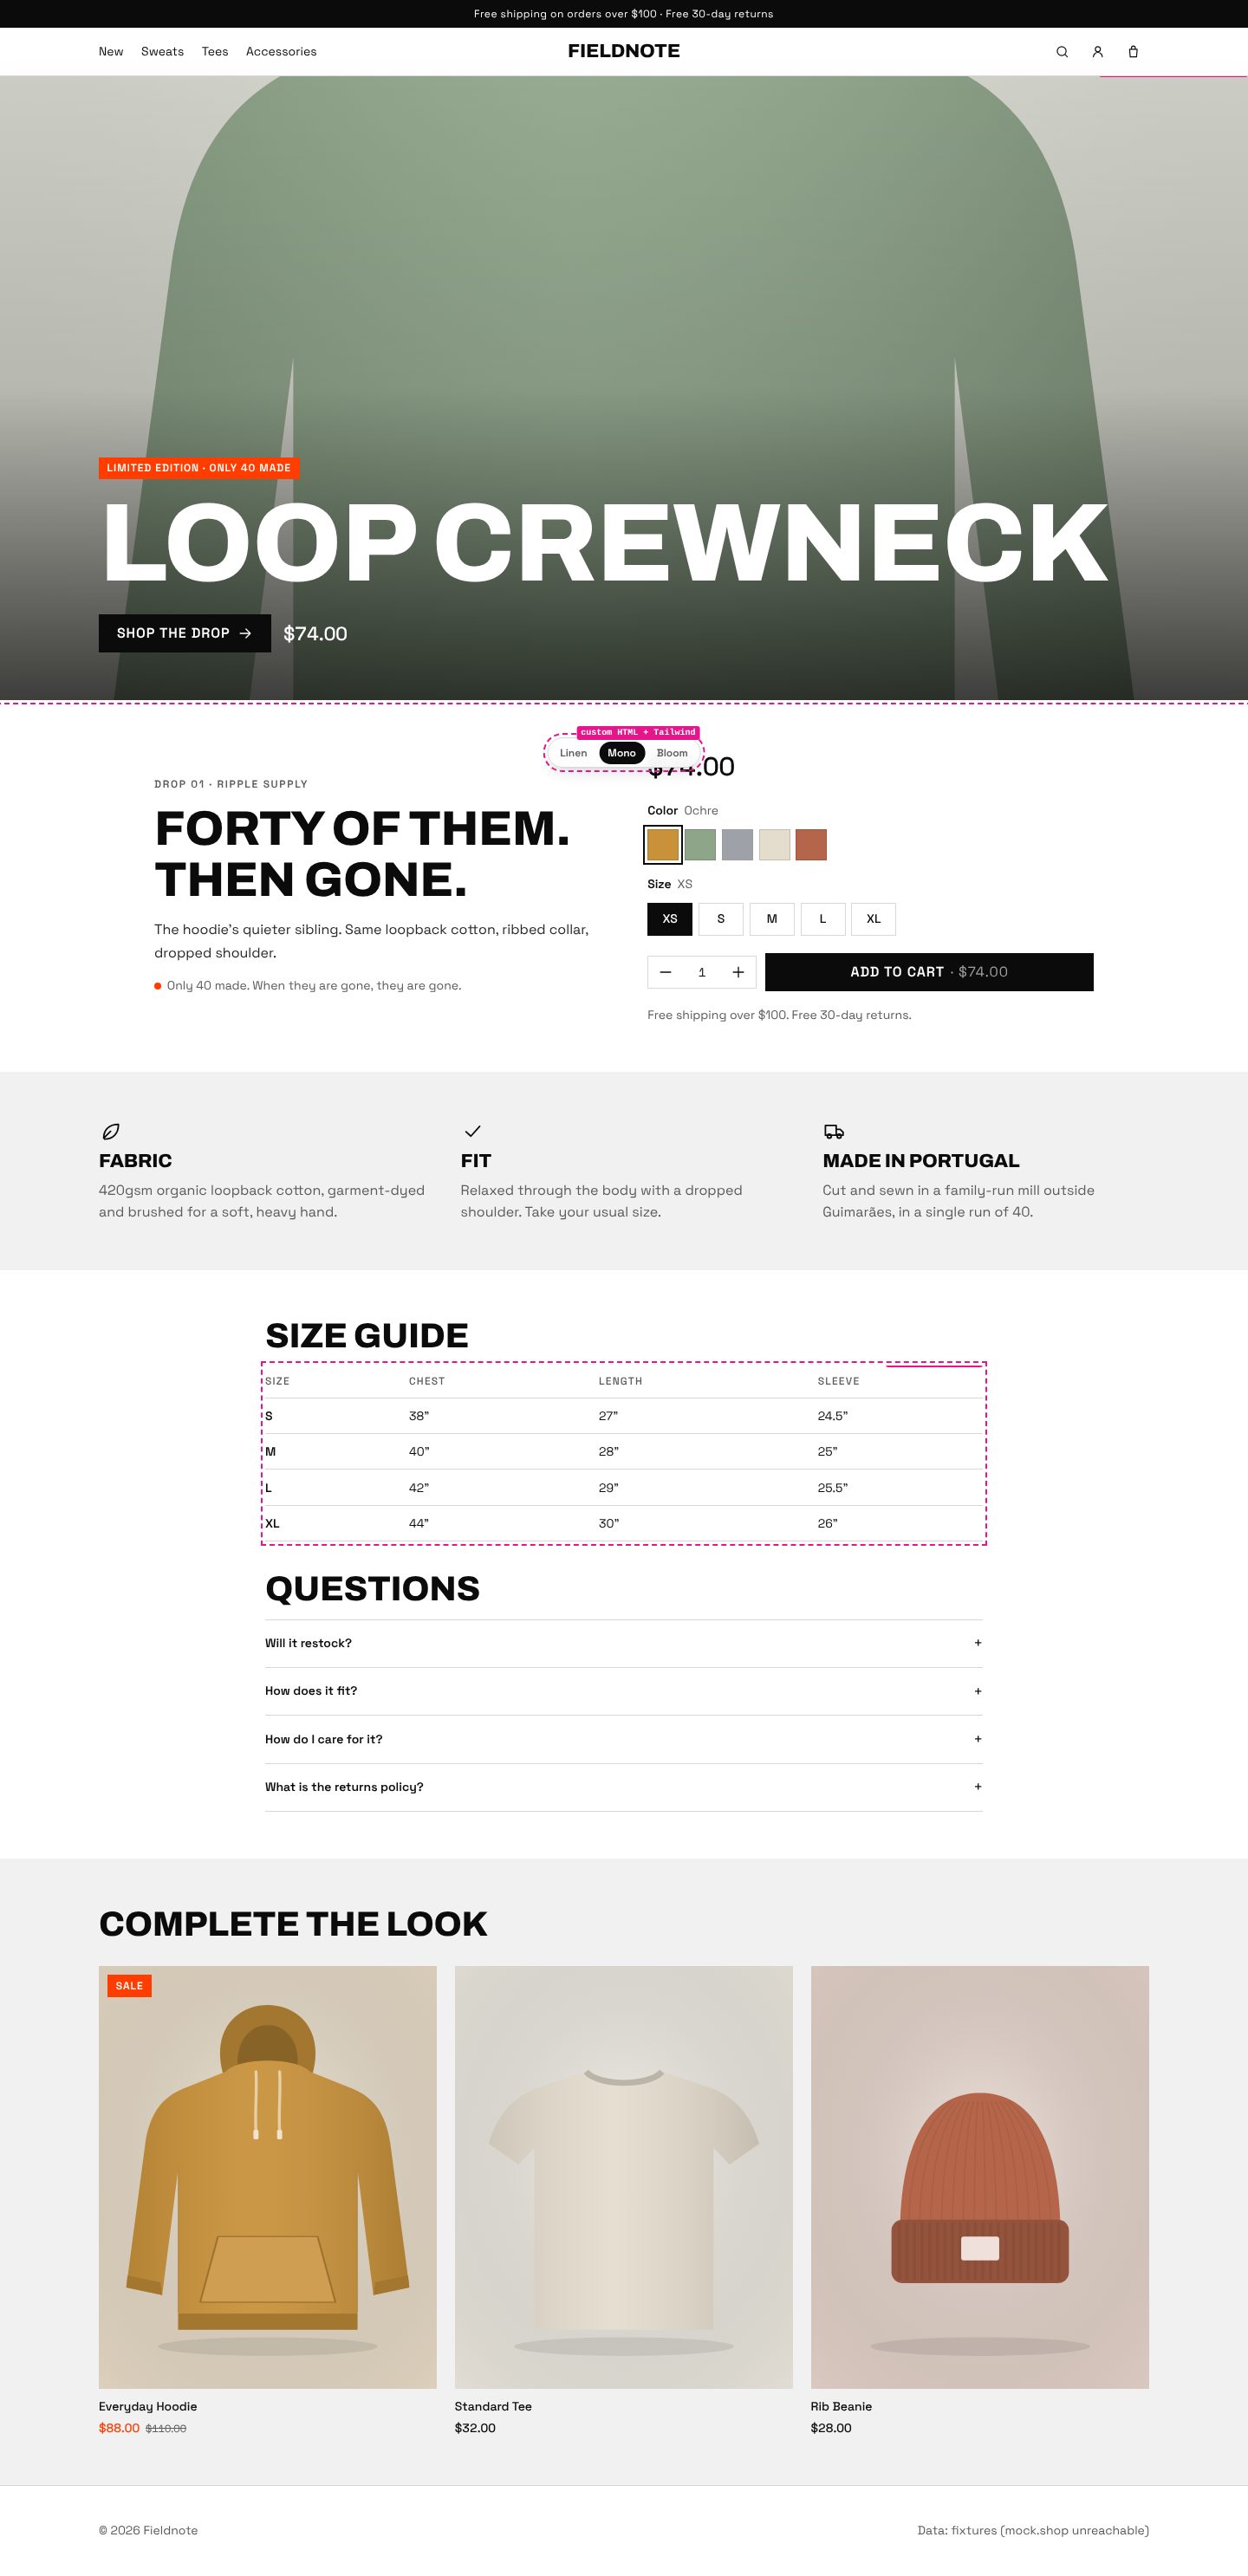 Free shipping on orders over $100 · Free 30-day returns
New Sweats Tees Accessories
FIELDNOTE
LIMITED EDITION · ONLY 40 MADE
LOOP CREWNECK
SHOP THE DROP → $74.00
custom HTML + Tailwind
Linen Mono Bloom
$74.00
DROP 01 · RIPPLE SUPPLY
FORTY OF THEM.
THEN GONE.
The hoodie's quieter sibling. Same loopback cotton, ribbed collar,
dropped shoulder.
Only 40 made. When they are gone, they are gone.
Color Ochre
Size XS
XS S M L XL
− 1 + ADD TO CART · $74.00
Free shipping over $100. Free 30-day returns.
FABRIC
420gsm organic loopback cotton, garment-dyed
and brushed for a soft, heavy hand.
FIT
Relaxed through the body with a dropped
shoulder. Take your usual size.
MADE IN PORTUGAL
Cut and sewn in a family-run mill outside
Guimarães, in a single run of 40.
SIZE GUIDE
SIZE CHEST LENGTH SLEEVE
S 38" 27" 24.5"
M 40" 28" 25"
L 42" 29" 25.5"
XL 44" 30" 26"
QUESTIONS
Will it restock? +
How does it fit? +
How do I care for it? +
What is the returns policy? +
COMPLETE THE LOOK
SALE
Everyday Hoodie
$88.00 $110.00
Standard Tee
$32.00
Rib Beanie
$28.00
© 2026 Fieldnote
Data: fixtures (mock.shop unreachable)